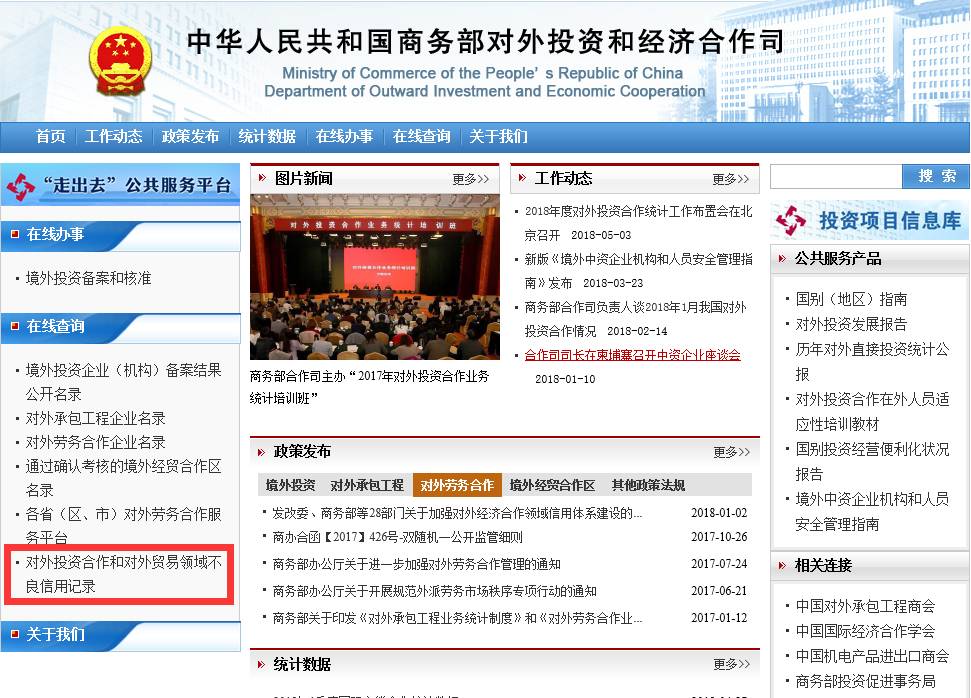 中华人民共和国商务部对外投资和经济合作司
Ministry of Commerce of the People's Republic of China
Department of Outward Investment and Economic Cooperation
首页 工作动态 政策发布 统计数据 在线办事 在线查询 关于我们
“走出去”公共服务平台
在线办事
境外投资备案和核准
在线查询
境外投资企业（机构）备案结果
公开名录
对外承包工程企业名录
对外劳务合作企业名录
通过确认考核的境外经贸合作区
名录
各省（区、市）对外劳务合作服
务平台
对外投资合作和对外贸易领域不
良信用记录
关于我们
图片新闻 更多>>
对外投资合作业务统计培训班
商务部合作司主办“2017年对外投资合作业务
统计培训班”
工作动态 更多>>
2018年度对外投资合作统计工作布置会在北
京召开 2018-05-03
新版《境外中资企业机构和人员安全管理指
南》发布 2018-03-23
商务部合作司负责人谈2018年1月我国对外
投资合作情况 2018-02-14
合作司司长在柬埔寨召开中资企业座谈会
2018-01-10
政策发布 更多>>
境外投资 对外承包工程 对外劳务合作 境外经贸合作区 其他政策法规
发改委、商务部等28部门关于加强对外经济合作领域信用体系建设的... 2018-01-02
商办合函【2017】426号-双随机一公开监管细则 2017-10-26
商务部办公厅关于进一步加强对外劳务合作管理的通知 2017-07-24
商务部办公厅关于开展规范外派劳务市场秩序专项行动的通知 2017-06-21
商务部关于印发《对外承包工程业务统计制度》和《对外劳务合作业... 2017-01-12
统计数据 更多>>
搜 索
投资项目信息库
公共服务产品
国别（地区）指南
对外投资发展报告
历年对外直接投资统计公
报
对外投资合作在外人员适
应性培训教材
国别投资经营便利化状况
报告
境外中资企业机构和人员
安全管理指南
相关连接
中国对外承包工程商会
中国国际经济合作学会
中国机电产品进出口商会
商务部投资促进事务局